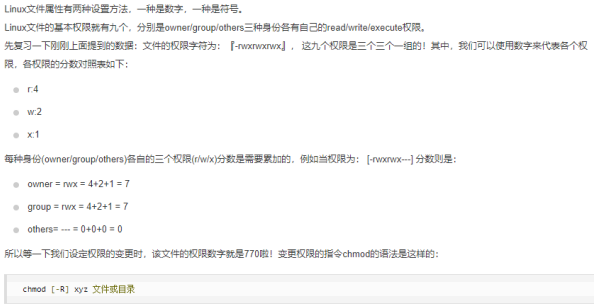 Linux文件属性有两种设置方法，一种是数字，一种是符号。
Linux文件的基本权限就有九个，分别是owner/group/others三种身份各有自己的read/write/execute权限。
先复习一下刚刚上面提到的数据：文件的权限字符为：『-rwxrwxrwx』， 这九个权限是三个三个一组的！其中，我们可以使用数字来代表各个权
限，各权限的分数对照表如下：
r:4
w:2
x:1
每种身份(owner/group/others)各自的三个权限(r/w/x)分数是需要累加的，例如当权限为： [-rwxrwx---] 分数则是：
owner = rwx = 4+2+1 = 7
group = rwx = 4+2+1 = 7
others= --- = 0+0+0 = 0
所以等一下我们设定权限的变更时，该文件的权限数字就是770啦！变更权限的指令chmod的语法是这样的：
chmod [-R] xyz 文件或目录